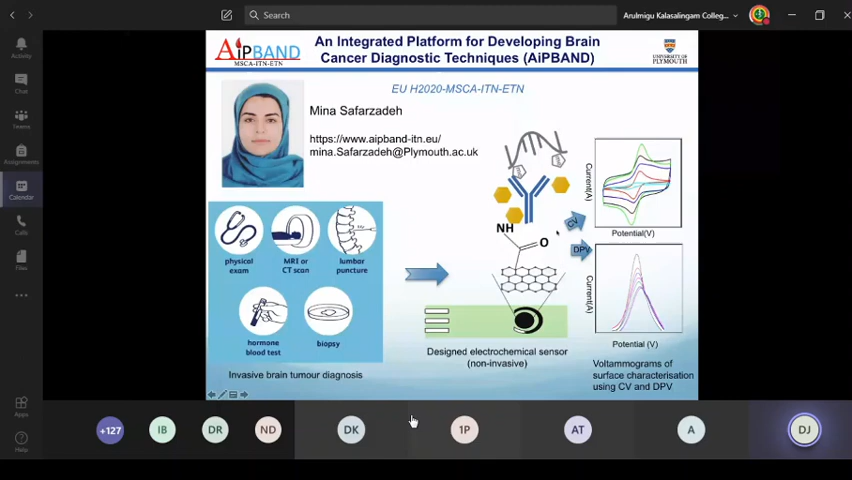 Search
Arulmigu Kalasalingam Colleg...
Activity
Chat
Teams
Assignments
Calendar
Calls
Files
Apps
Help
AiPBAND
MSCA-ITN-ETN
An Integrated Platform for Developing Brain
Cancer Diagnostic Techniques (AiPBAND)
UNIVERSITY OF
PLYMOUTH
EU H2020-MSCA-ITN-ETN
Mina Safarzadeh
https://www.aipband-itn.eu/
mina.Safarzadeh@Plymouth.ac.uk
physical
exam
MRI or
CT scan
lumbar
puncture
hormone
blood test
biopsy
Invasive brain tumour diagnosis
NH
O
CV
DPV
Designed electrochemical sensor
(non-invasive)
Current(A)
Potential(V)
Current(A)
Potential (V)
Voltammograms of
surface characterisation
using CV and DPV
+127
IB
DR
ND
DK
1P
AT
A
DJ